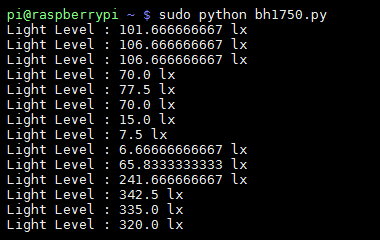 pi@raspberrypi ~ $ sudo python bh1750.py
Light Level : 101.666666667 lx
Light Level : 106.666666667 lx
Light Level : 106.666666667 lx
Light Level : 70.0 lx
Light Level : 77.5 lx
Light Level : 70.0 lx
Light Level : 15.0 lx
Light Level : 7.5 lx
Light Level : 6.66666666667 lx
Light Level : 65.8333333333 lx
Light Level : 241.666666667 lx
Light Level : 342.5 lx
Light Level : 335.0 lx
Light Level : 320.0 lx